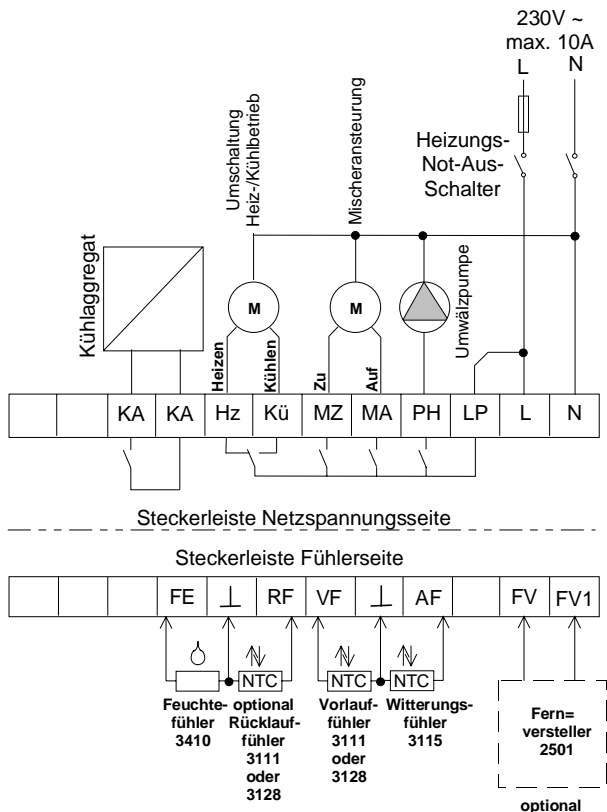 230V ~
max. 10A
L N
Heizungs-
Not-Aus-
Schalter
Umschaltung
Heiz-/Kühlbetrieb
Mischeransteurung
Kühlaggregat
M
M
Umwälzpumpe
Heizen
Kühlen
Zu
Auf
KA KA Hz Kü MZ MA PH LP L N
Steckerleiste Netzspannungsseite
Steckerleiste Fühlerseite
FE ⊥ RF VF ⊥ AF FV FV1
NTC NTC NTC
Feuchte-
fühler
3410
optional
Rücklauf-
fühler
3111
oder
3128
Vorlauf-
fühler
3111
oder
3128
Witterungs-
fühler
3115
Fern=
versteller
2501
optional